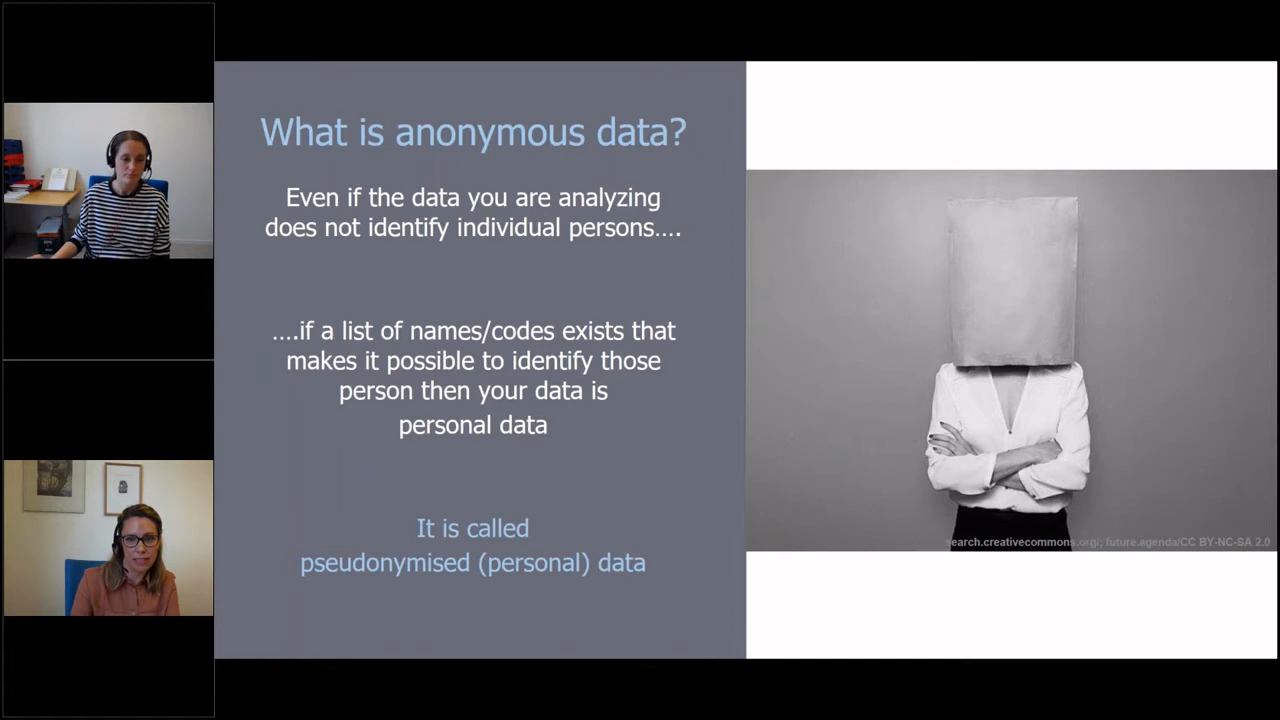 What is anonymous data?
Even if the data you are analyzing
does not identify individual persons….
….if a list of names/codes exists that
makes it possible to identify those
person then your data is
personal data
It is called
pseudonymised (personal) data
search.creativecommons.org/; future.agenda/CC BY-NC-SA 2.0